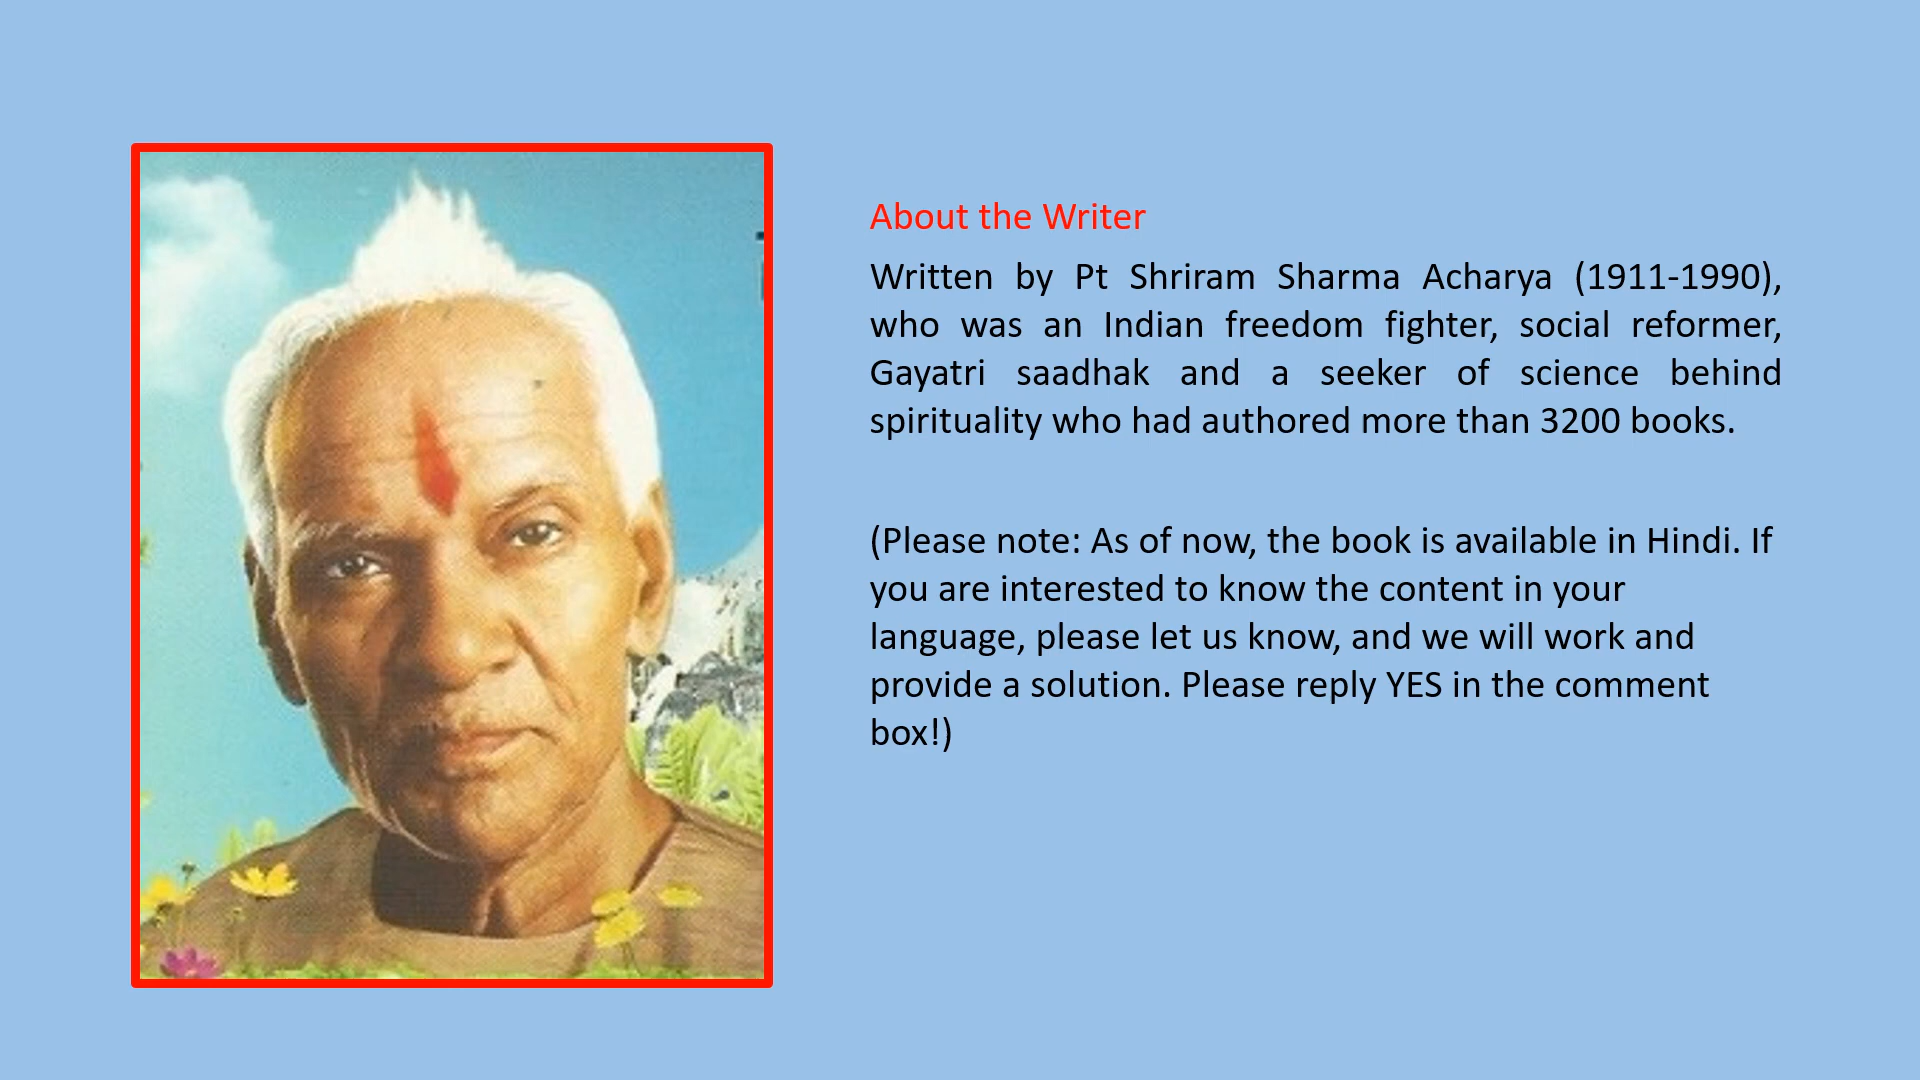 About the Writer
Written by Pt Shriram Sharma Acharya (1911-1990),
who was an Indian freedom fighter, social reformer,
Gayatri saadhak and a seeker of science behind
spirituality who had authored more than 3200 books.
(Please note: As of now, the book is available in Hindi. If
you are interested to know the content in your
language, please let us know, and we will work and
provide a solution. Please reply YES in the comment
box!)